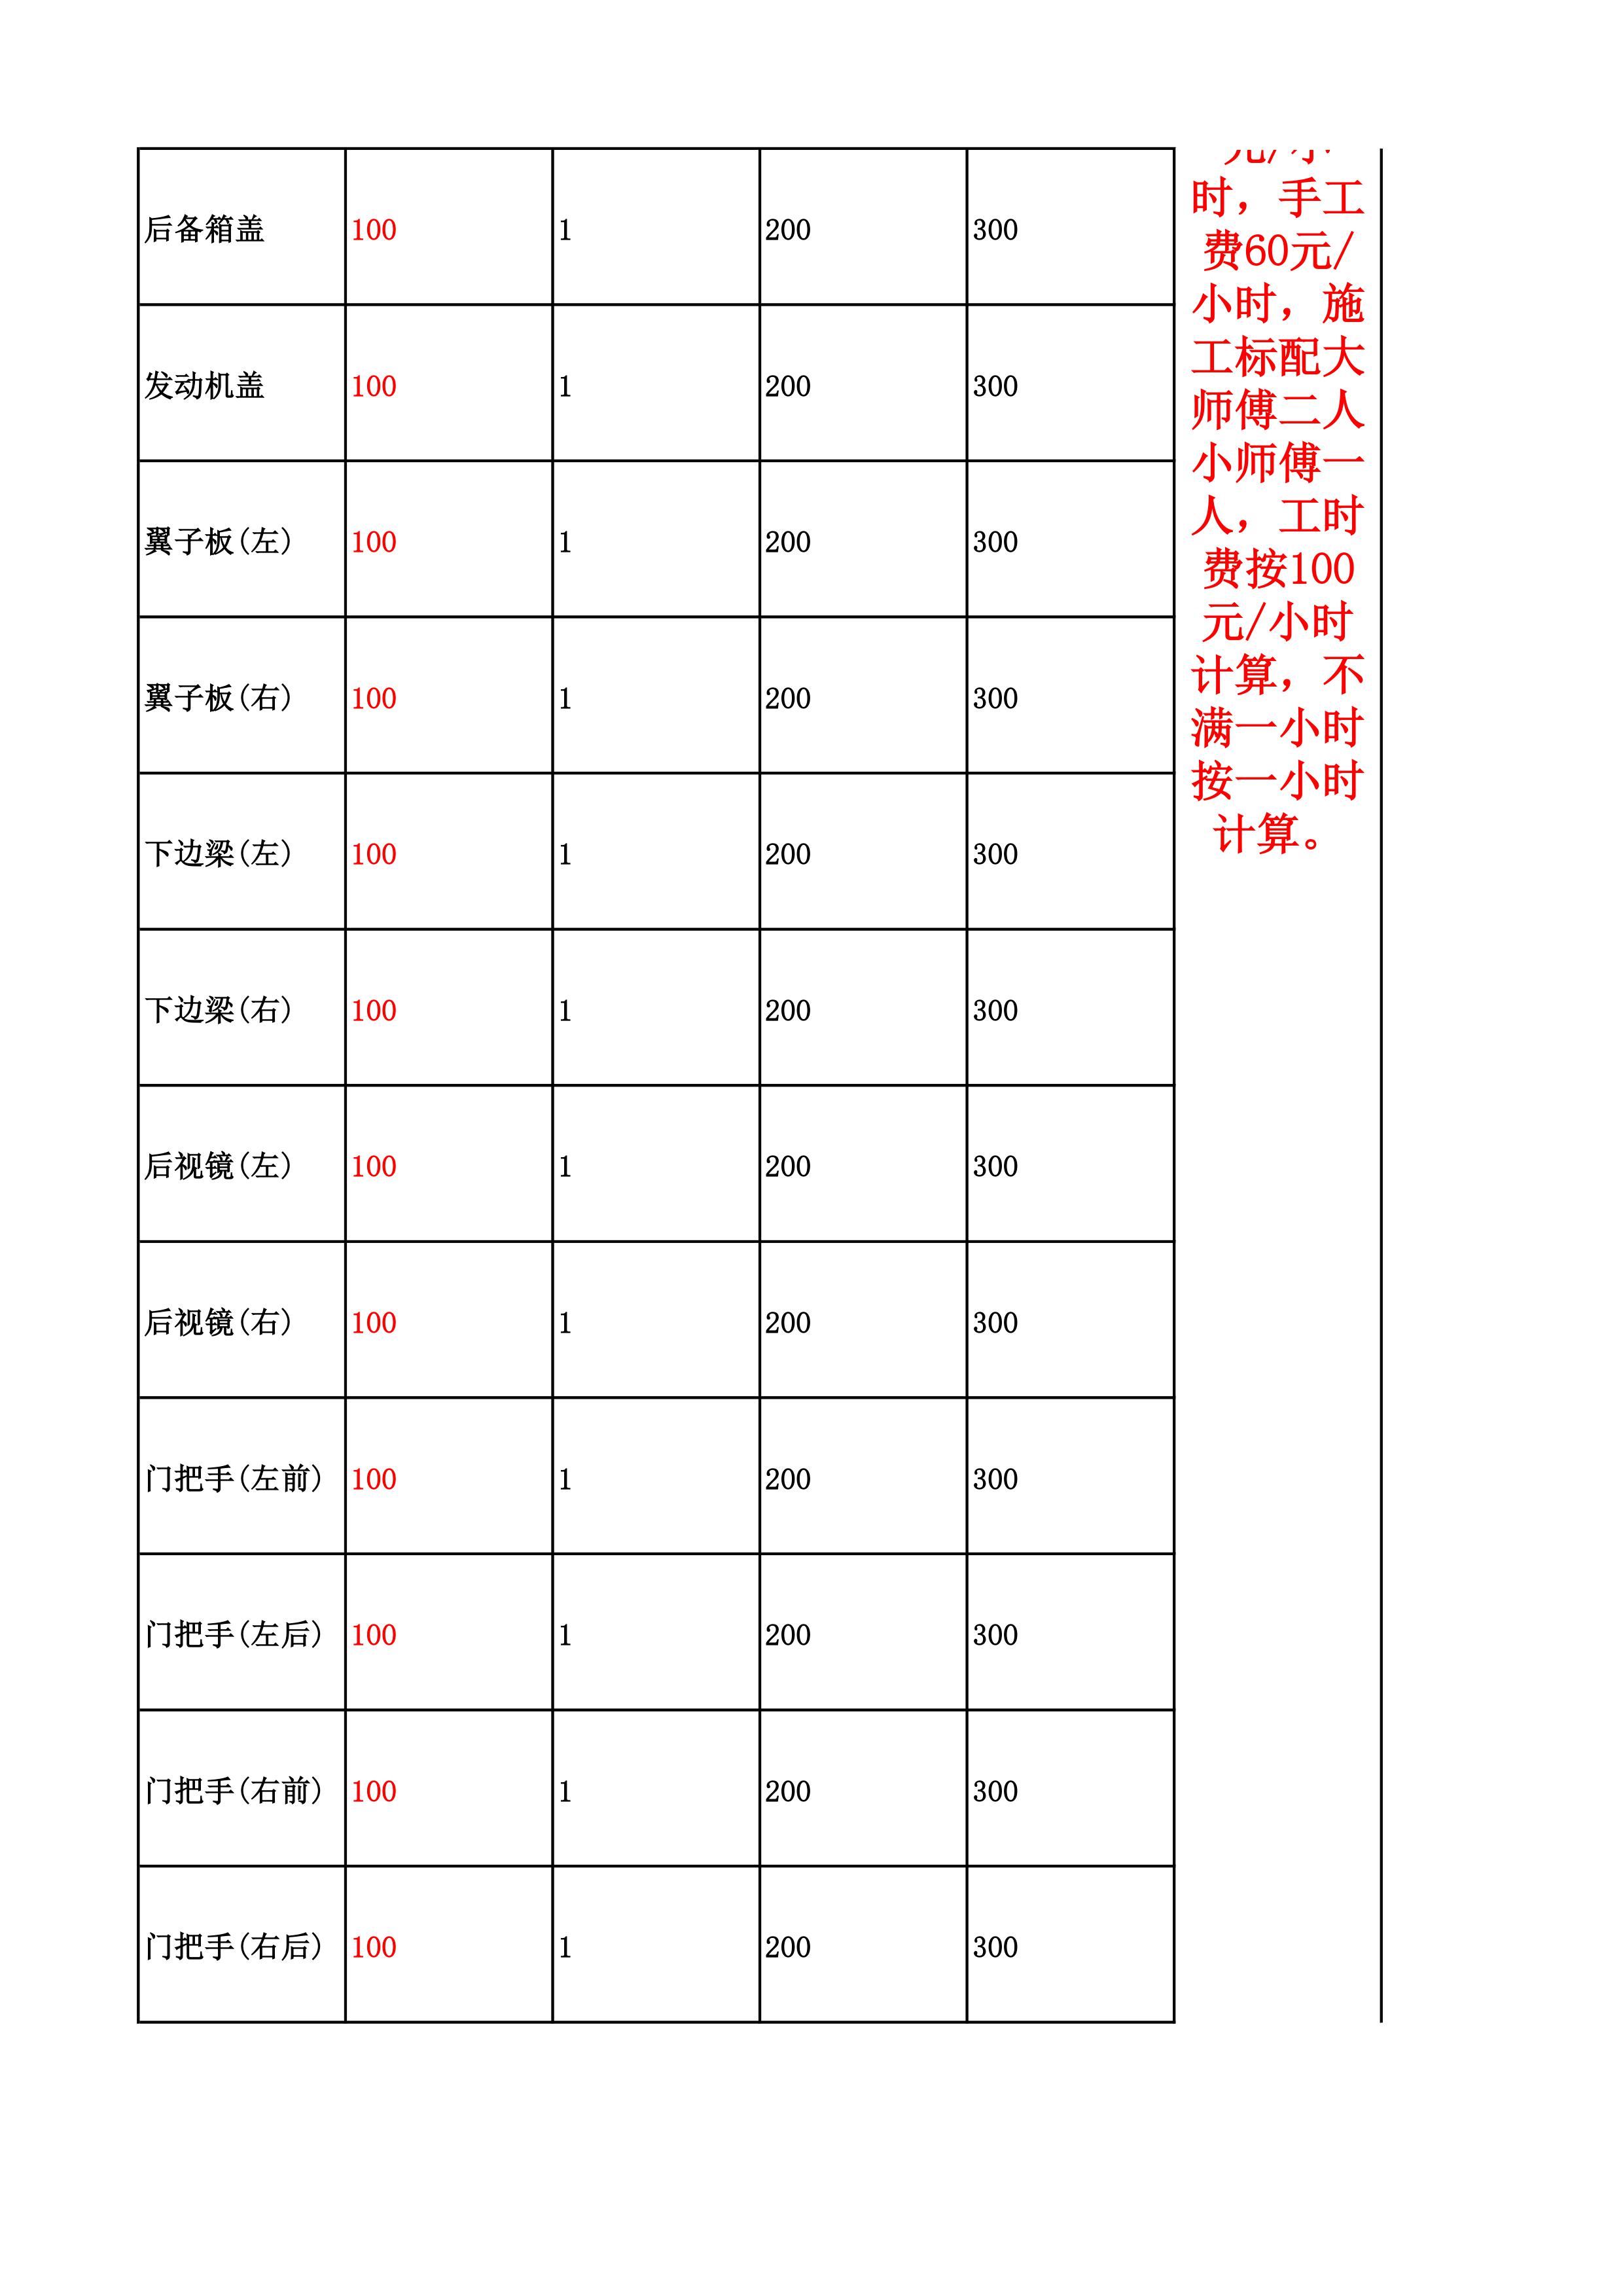 后备箱盖 100 1 200 300
发动机盖 100 1 200 300
翼子板(左) 100 1 200 300
翼子板(右) 100 1 200 300
下边梁(左) 100 1 200 300
下边梁(右) 100 1 200 300
后视镜(左) 100 1 200 300
后视镜(右) 100 1 200 300
门把手(左前) 100 1 200 300
门把手(左后) 100 1 200 300
门把手(右前) 100 1 200 300
门把手(右后) 100 1 200 300
时，手工
费60元/
小时，施
工标配大
师傅二人
小师傅一
人，工时
费按100
元/小时
计算，不
满一小时
按一小时
计算。